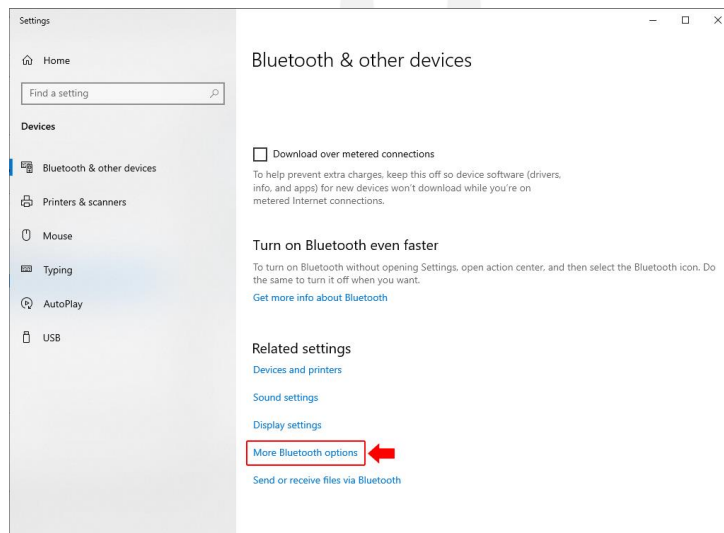 Settings
Home
Find a setting
Devices
Bluetooth & other devices
Printers & scanners
Mouse
Typing
AutoPlay
USB
Bluetooth & other devices
Download over metered connections
To help prevent extra charges, keep this off so device software (drivers,
info, and apps) for new devices won't download while you're on
metered Internet connections.
Turn on Bluetooth even faster
To turn on Bluetooth without opening Settings, open action center, and then select the Bluetooth icon. Do
the same to turn it off when you want.
Get more info about Bluetooth
Related settings
Devices and printers
Sound settings
Display settings
More Bluetooth options
Send or receive files via Bluetooth